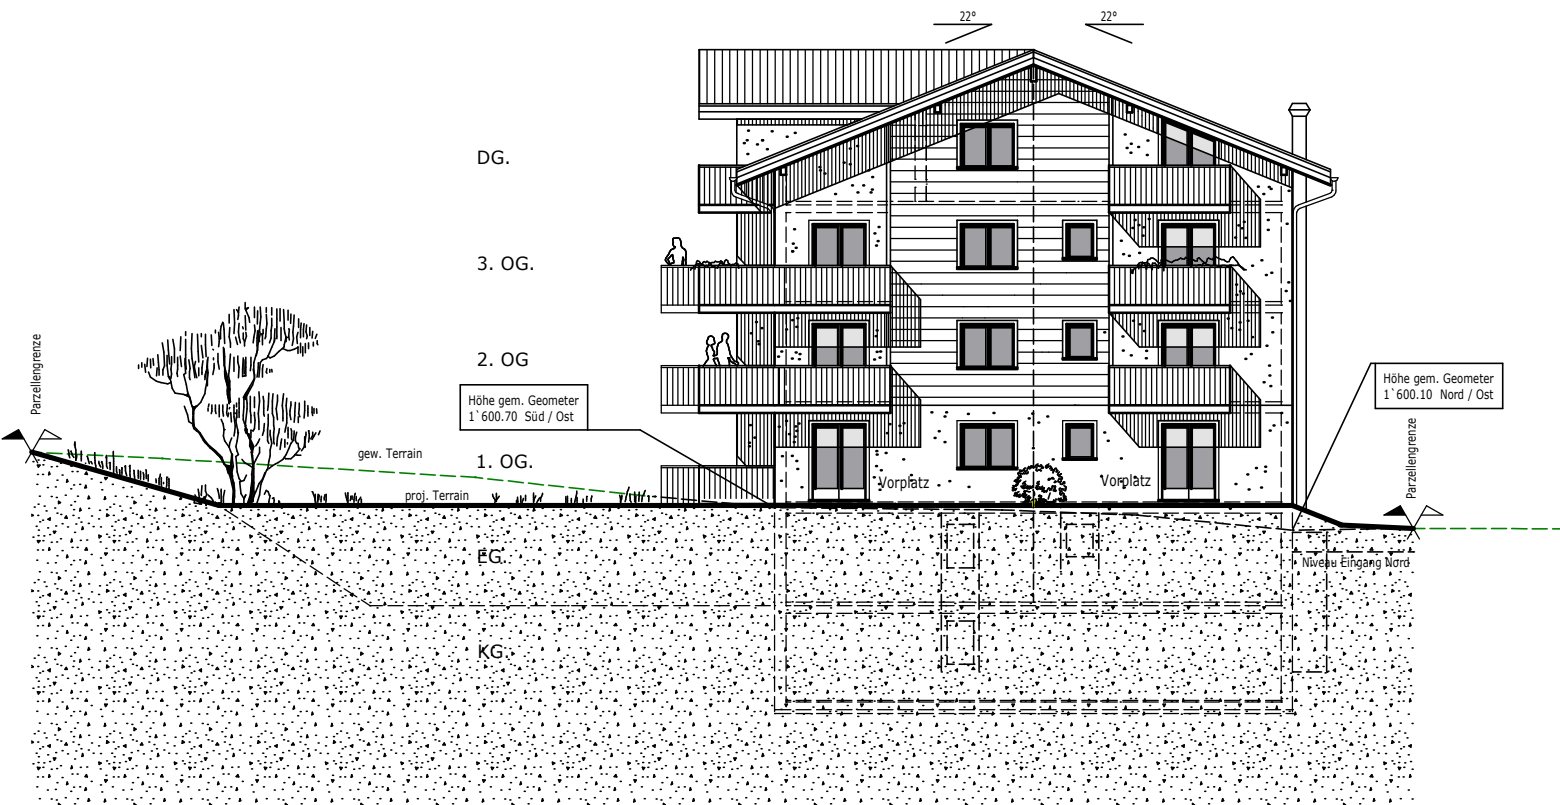 22° 22°
DG.
3. OG.
2. OG
Parzellengrenze
Höhe gem. Geometer
1`600.70 Süd / Ost
Höhe gem. Geometer
1`600.10 Nord / Ost
Parzellengrenze
gew. Terrain
1. OG.
proj. Terrain
Vorplatz
Vorplatz
EG.
Niveau Eingang Nord
KG.